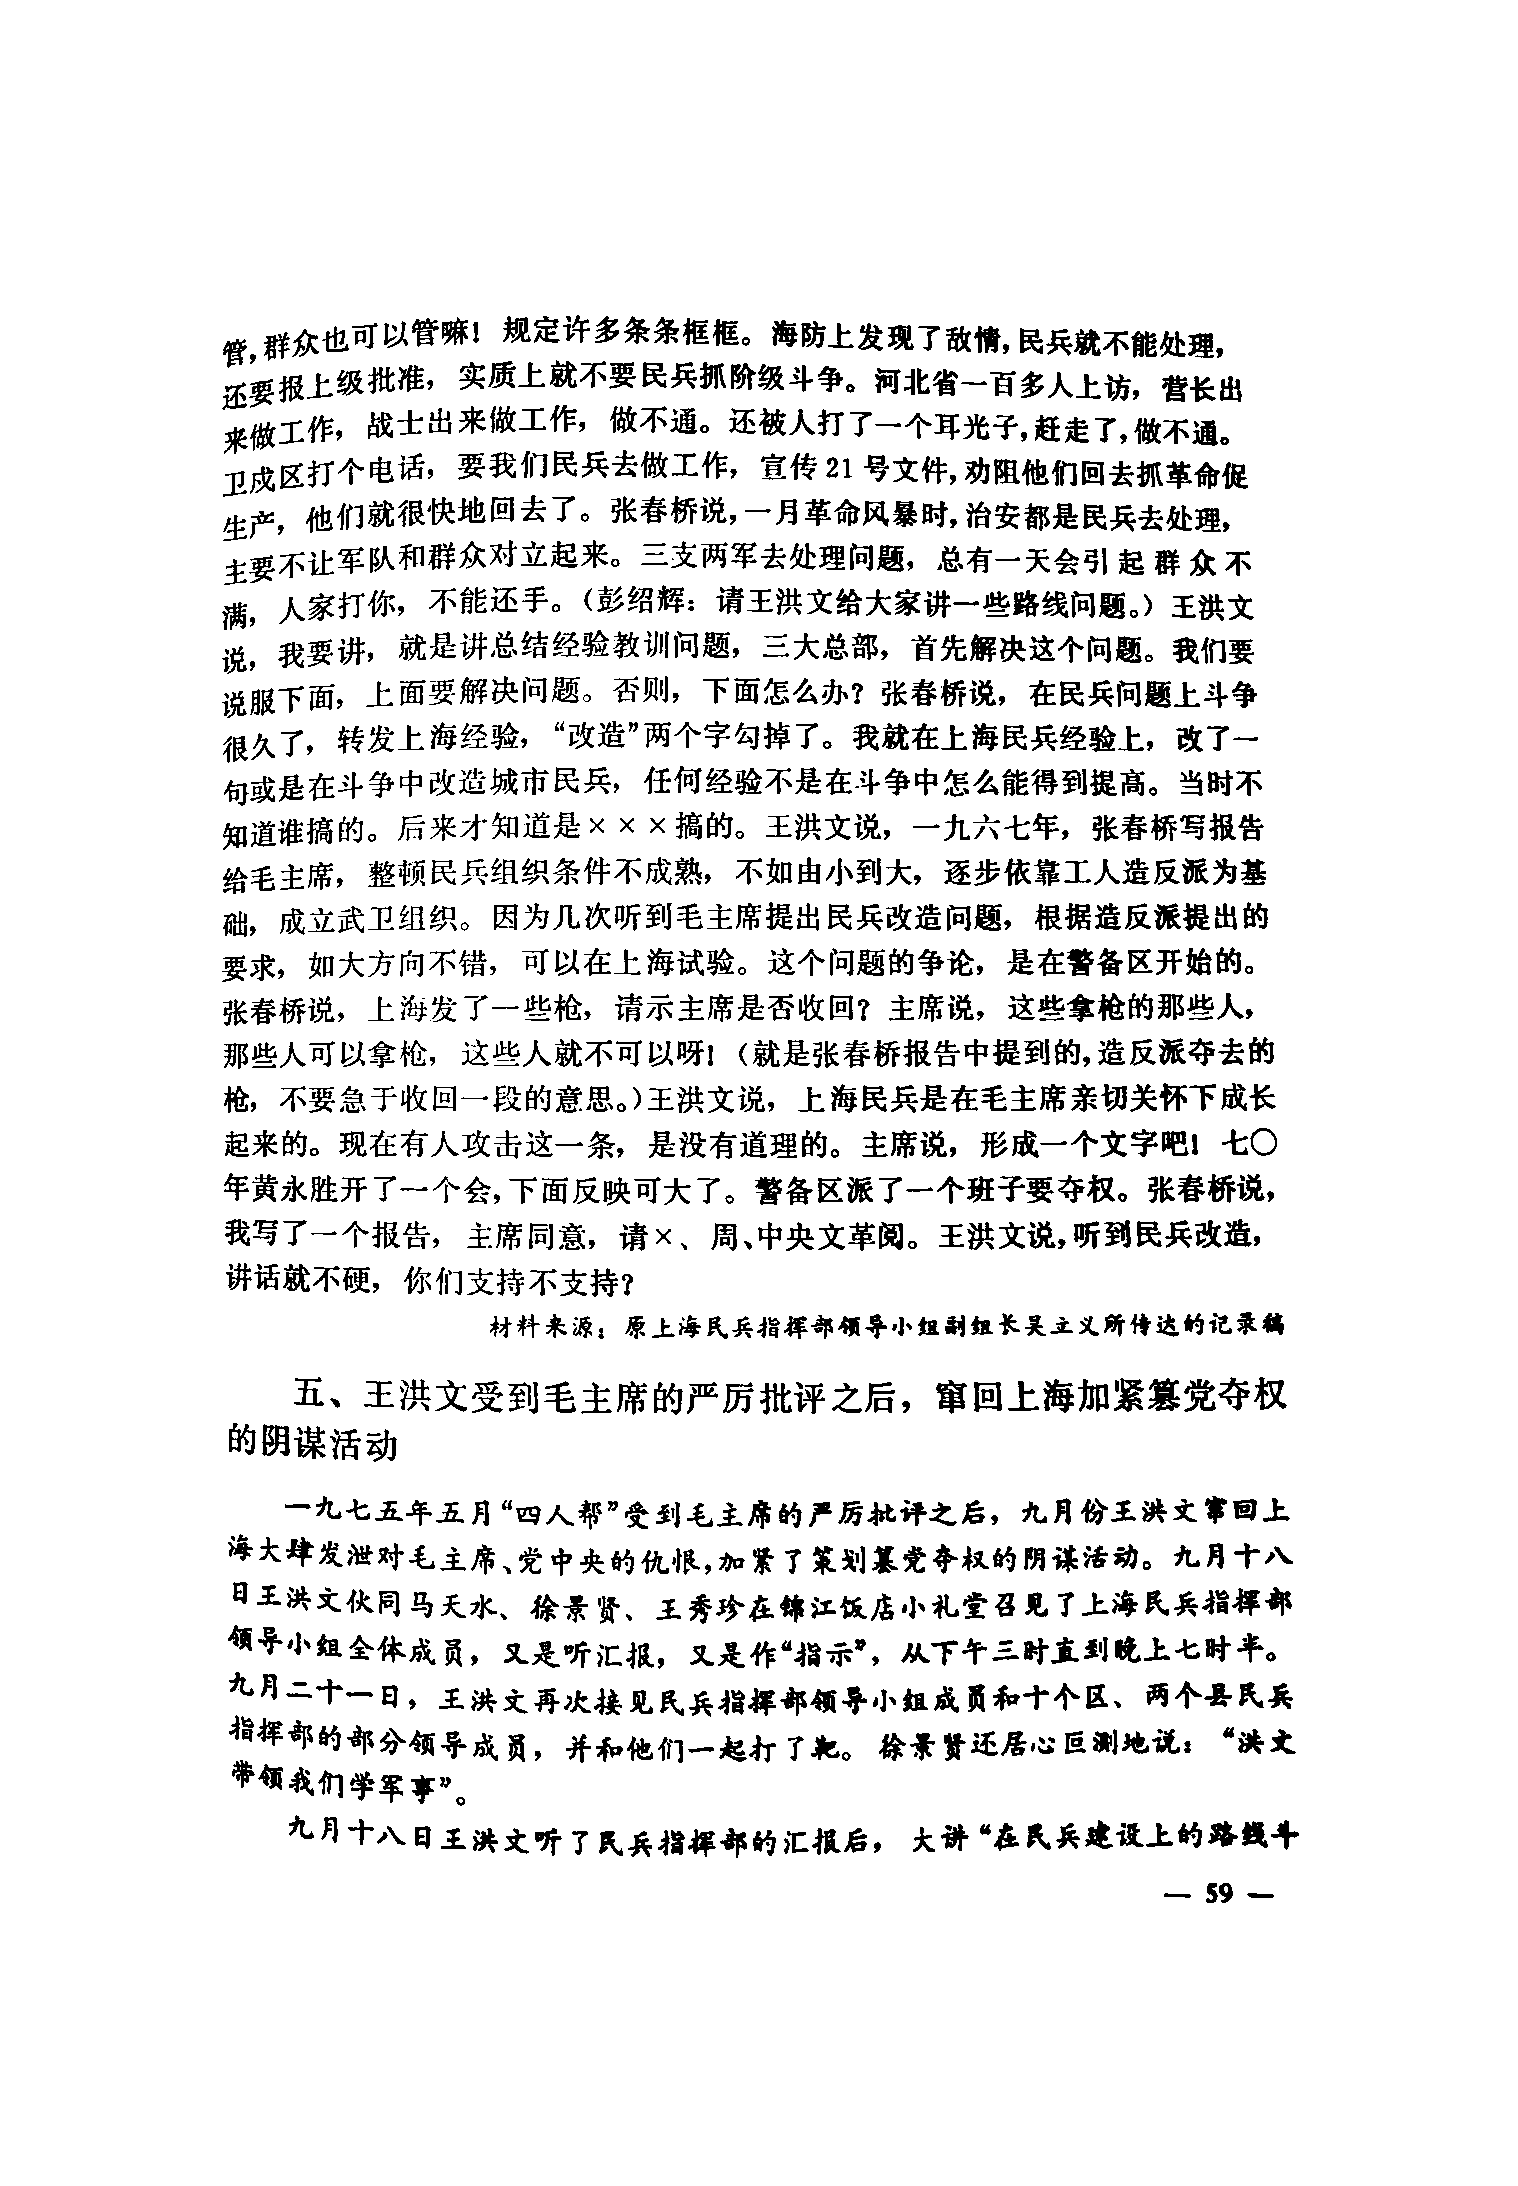 管，群众也可以管嘛！规定许多条条框框。海防上发现了敌情，民兵就不能处理，
还要报上级批准，实质上就不要民兵抓阶级斗争。河北省一百多人上访，营长出
来做工作，战士出来做工作，做不通。还被人打了一个耳光子，赶走了，做不通。
卫戍区打个电话，要我们民兵去做工作，宣传21号文件，劝阻他们回去抓革命促
生产，他们就很快地回去了。张春桥说，一月革命风暴时，治安都是民兵去处理，
主要不让军队和群众对立起来。三支两军去处理问题，总有一天会引起群众不
满，人家打你，不能还手。（彭绍辉：请王洪文给大家讲一些路线问题。）王洪文
说，我要讲，就是讲总结经验教训问题，三大总部，首先解决这个问题。我们要
说服下面，上面要解决问题。否则，下面怎么办？张春桥说，在民兵问题上斗争
很久了，转发上海经验，“改造”两个字勾掉了。我就在上海民兵经验上，改了一
句或是在斗争中改造城市民兵，任何经验不是在斗争中怎么能得到提高。当时不
知道谁搞的。后来才知道是×××搞的。王洪文说，一九六七年，张春桥写报告
给毛主席，整顿民兵组织条件不成熟，不如由小到大，逐步依靠工人造反派为基
础，成立武卫组织。因为几次听到毛主席提出民兵改造问题，根据造反派提出的
要求，如大方向不错，可以在上海试验。这个问题的争论，是在警备区开始的。
张春桥说，上海发了一些枪，请示主席是否收回？主席说，这些拿枪的那些人，
那些人可以拿枪，这些人就不可以呀！（就是张春桥报告中提到的，造反派夺去的
枪，不要急于收回一段的意思。）王洪文说，上海民兵是在毛主席亲切关怀下成长
起来的。现在有人攻击这一条，是没有道理的。主席说，形成一个文字吧！七〇
年黄永胜开了一个会，下面反映可大了。警备区派了一个班子要夺权。张春桥说，
我写了一个报告，主席同意，请×、周、中央文革阅。王洪文说，听到民兵改造，
讲话就不硬，你们支持不支持？
材料来源：原上海民兵指挥部领导小组副组长吴立义所传达的记录稿
五、王洪文受到毛主席的严厉批评之后，窜回上海加紧篡党夺权
的阴谋活动
一九七五年五月“四人帮”受到毛主席的严厉批评之后，九月份王洪文窜回上
海大肆发泄对毛主席、党中央的仇恨，加紧了策划篡党夺权的阴谋活动。九月十八
日王洪文伙同马天水、徐景贤、王秀珍在锦江饭店小礼堂召见了上海民兵指挥部
领导小组全体成员，又是听汇报，又是作“指示”，从下午三时直到晚上七时半。
九月二十一日，王洪文再次接见民兵指挥部领导小组成员和十个区、两个县民兵
指挥部的部分领导成员，并和他们一起打了靶。徐景贤还居心叵测地说：“洪文
带领我们学军事”。
九月十八日王洪文听了民兵指挥部的汇报后，大讲“在民兵建设上的路线斗
— 59 —